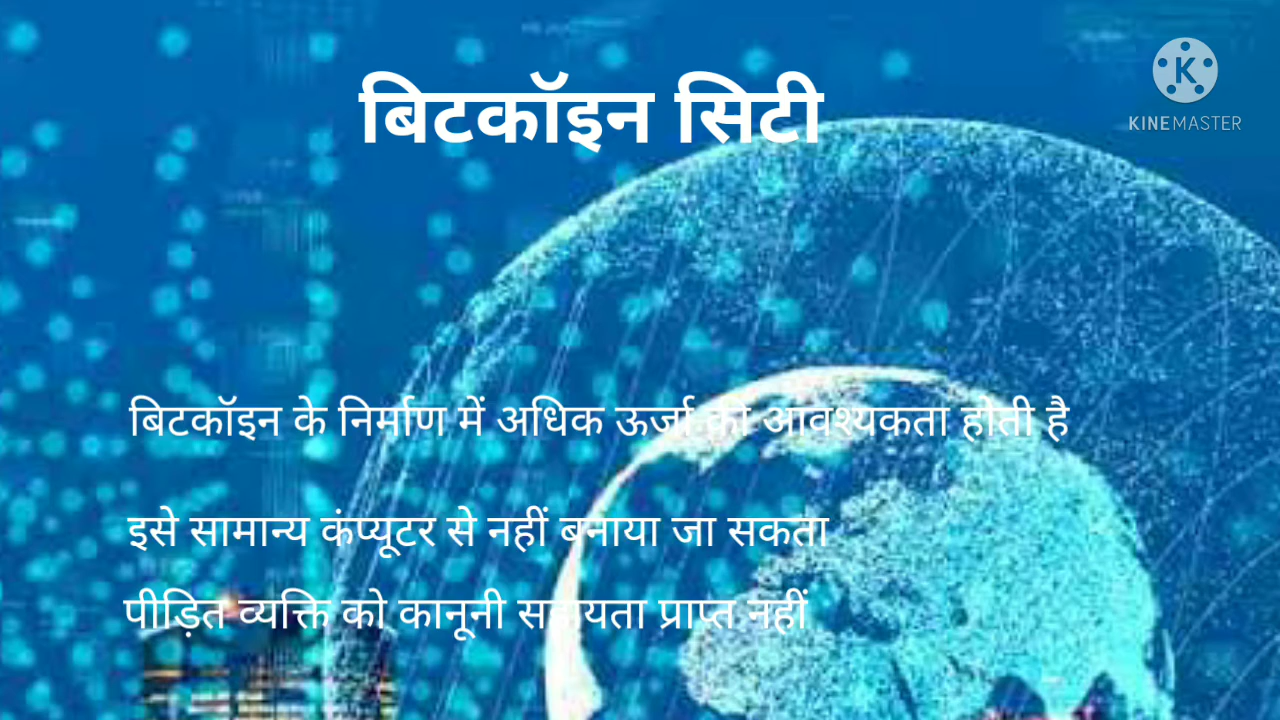 बिटकॉइन सिटी
KINEMASTER
बिटकॉइन के निर्माण में अधिक ऊर्जा की आवश्यकता होती है
इसे सामान्य कंप्यूटर से नहीं बनाया जा सकता
पीड़ित व्यक्ति को कानूनी सहायता प्राप्त नहीं